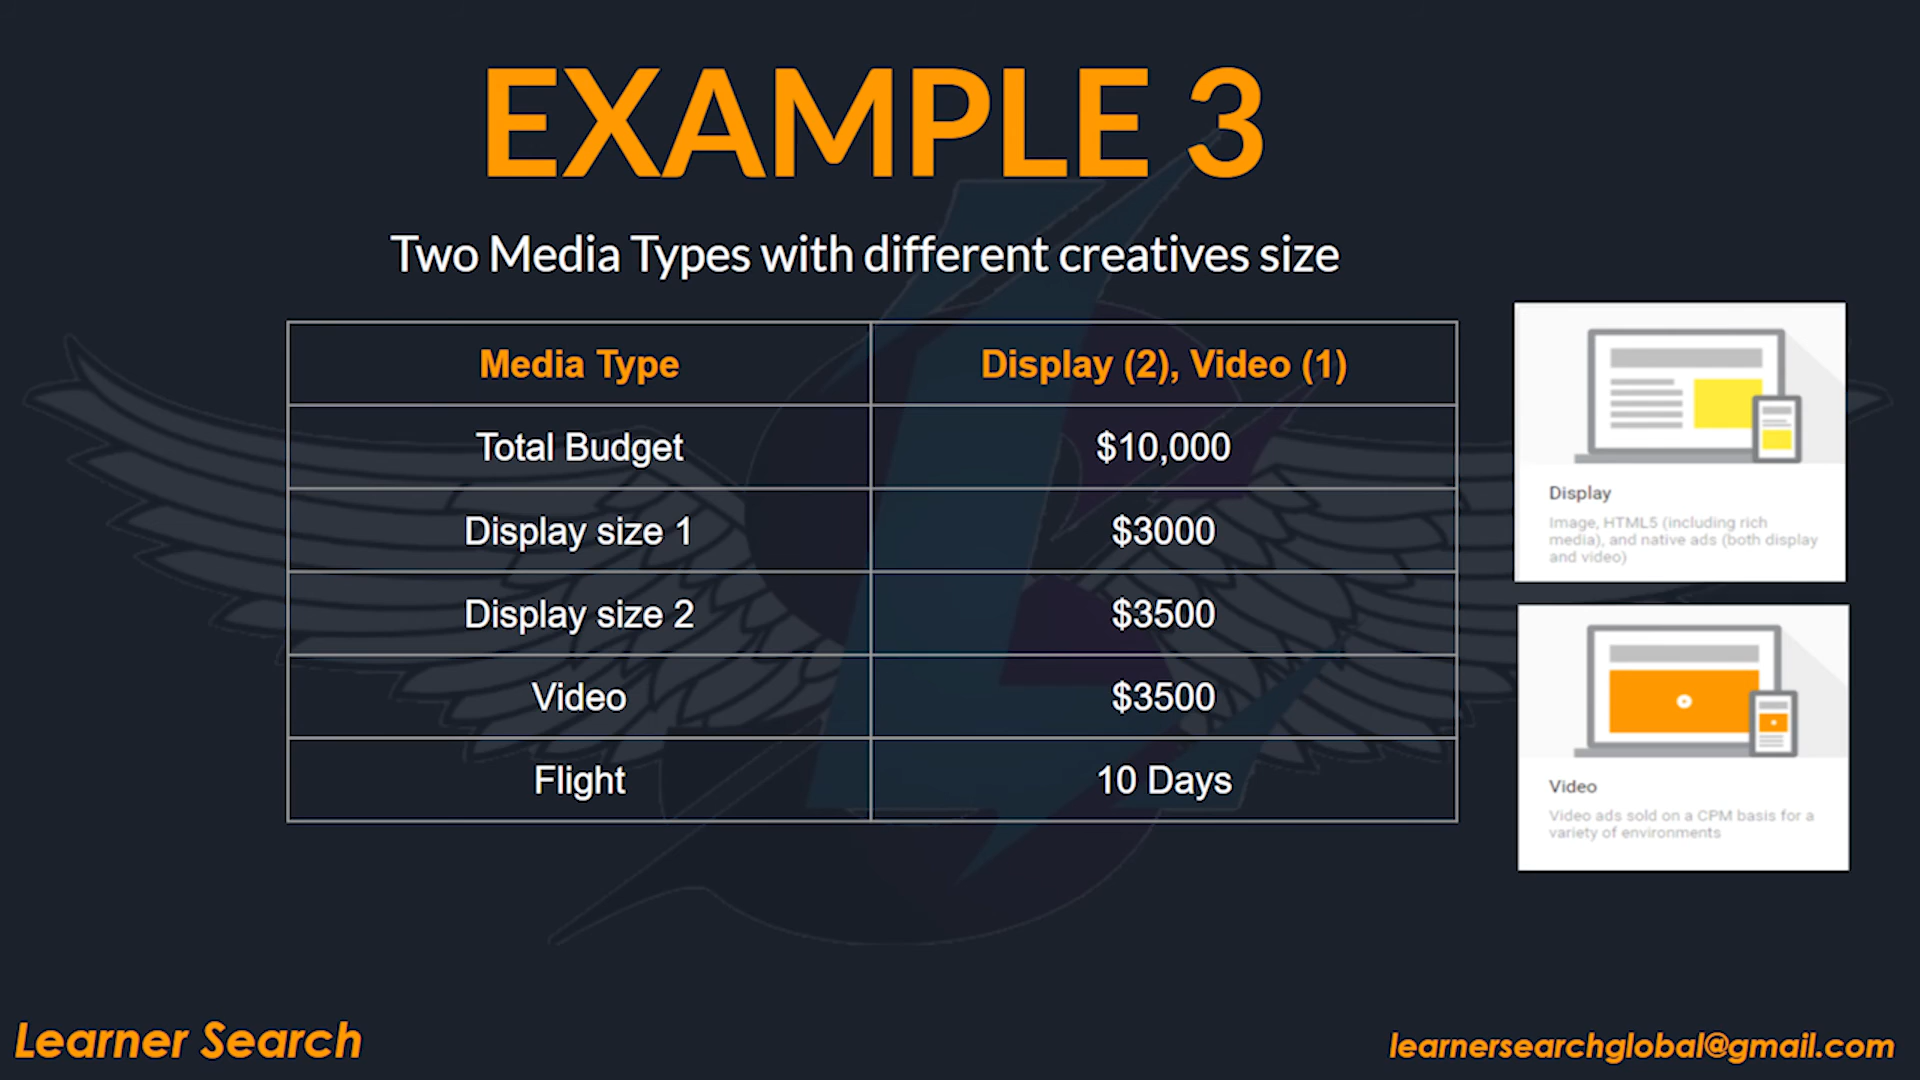 EXAMPLE 3
Two Media Types with different creatives size
Media Type
Display (2), Video (1)
Total Budget
$10,000
Display size 1
$3000
Display size 2
$3500
Video
$3500
Flight
10 Days
Display
Image, HTML5 (including rich
media), and native ads (both display
and video)
Video
Video ads sold on a CPM basis for a
variety of environments
Learner Search
learnersearchglobal@gmail.com